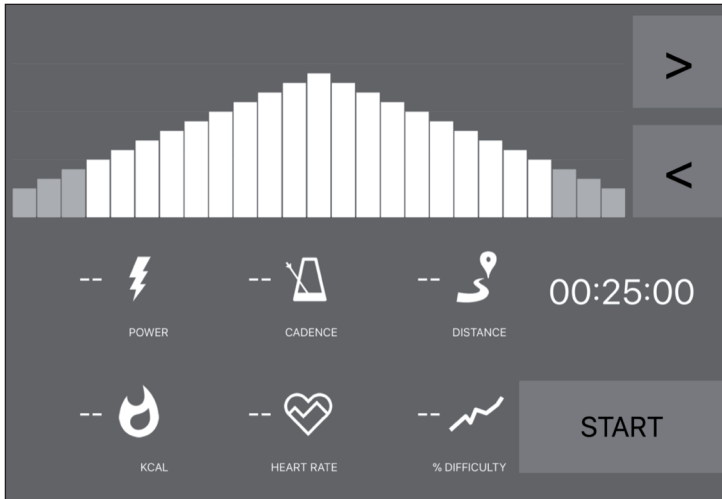 >
<
-- -- -- 00:25:00
POWER CADENCE DISTANCE
-- -- --
START
KCAL HEART RATE % DIFFICULTY